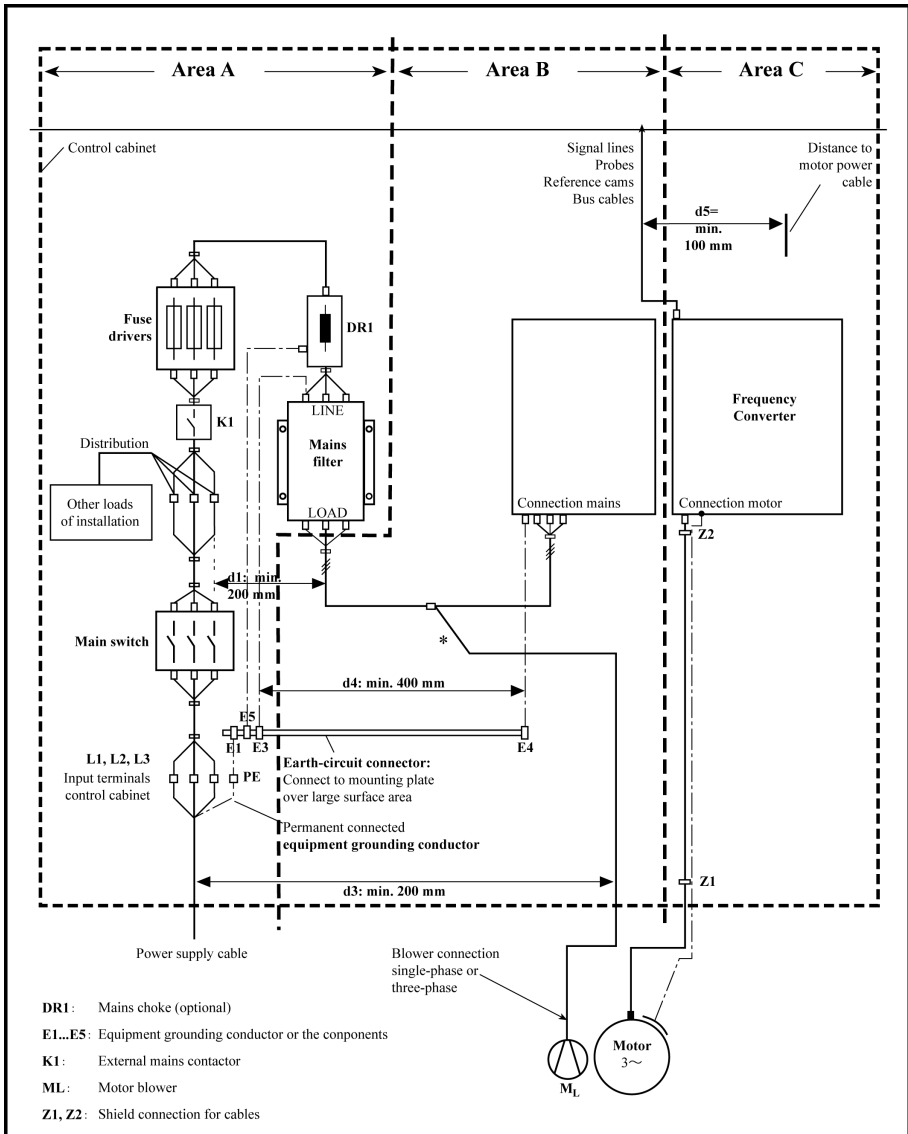 Area A
Area B
Area C
Control cabinet
Signal lines
Probes
Reference cams
Bus cables
Distance to
motor power
cable
d5=
min.
100 mm
Fuse
drivers
DR1
LINE
Mains
filter
LOAD
K1
Distribution
Other loads
of installation
Frequency
Converter
Connection mains
Connection motor
Z2
d1: min.
200 mm
Main switch
*
d4: min. 400 mm
E5
E1
E3
E4
L1, L2, L3
Input terminals
control cabinet
PE
Earth-circuit connector:
Connect to mounting plate
over large surface area
Permanent connected
equipment grounding conductor
Z1
d3: min. 200 mm
Power supply cable
Blower connection
single-phase or
three-phase
Motor
3～
ML
DR1: Mains choke (optional)
E1...E5: Equipment grounding conductor or the conponents
K1: External mains contactor
ML: Motor blower
Z1, Z2: Shield connection for cables